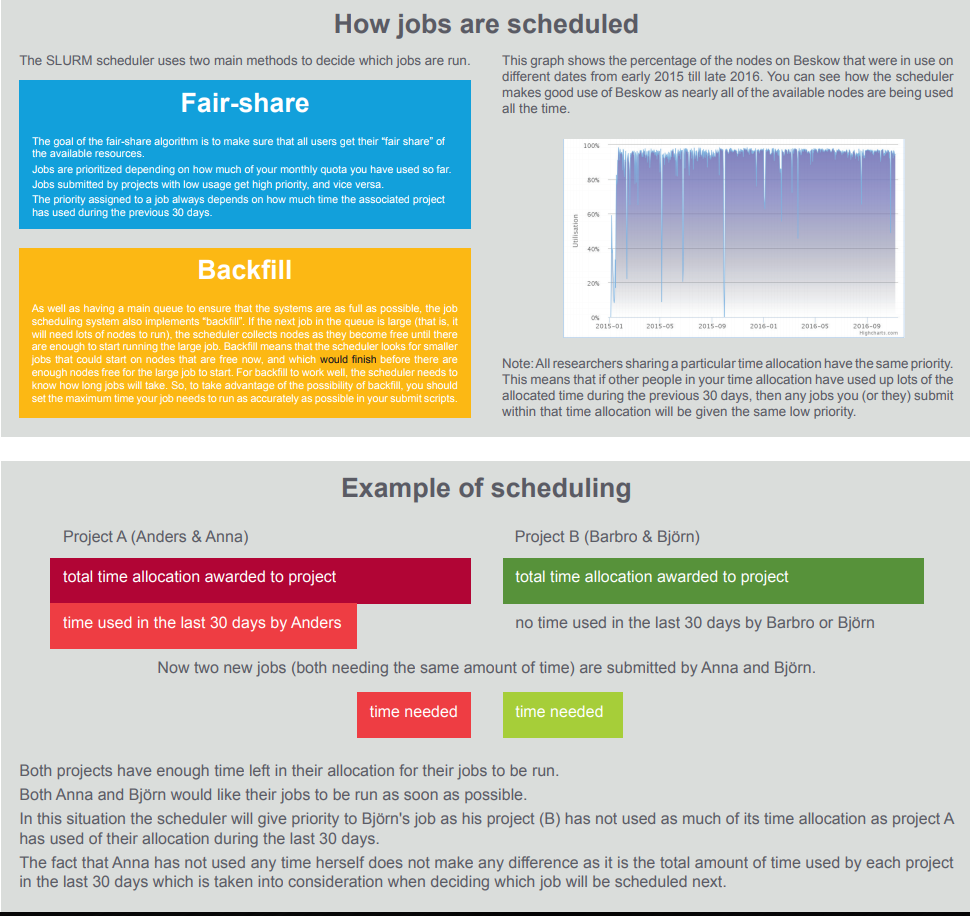 How jobs are scheduled
The SLURM scheduler uses two main methods to decide which jobs are run.
Fair-share
The goal of the fair-share algorithm is to make sure that all users get their “fair share” of
the available resources.
Jobs are prioritized depending on how much of your monthly quota you have used so far.
Jobs submitted by projects with low usage get high priority, and vice versa.
The priority assigned to a job always depends on how much time the associated project
has used during the previous 30 days.
Backfill
As well as having a main queue to ensure that the systems are as full as possible, the job
scheduling system also implements “backfill”. If the next job in the queue is large (that is, it
will need lots of nodes to run), the scheduler collects nodes as they become free until there
are enough to start running the large job. Backfill means that the scheduler looks for smaller
jobs that could start on nodes that are free now, and which would finish before there are
enough nodes free for the large job to start. For backfill to work well, the scheduler needs to
know how long jobs will take. So, to take advantage of the possibility of backfill, you should
set the maximum time your job needs to run as accurately as possible in your submit scripts.
This graph shows the percentage of the nodes on Beskow that were in use on
different dates from early 2015 till late 2016. You can see how the scheduler
makes good use of Beskow as nearly all of the available nodes are being used
all the time.
100%
80%
60%
40%
20%
0%
Utilisation
2015-01 2015-05 2015-09 2016-01 2016-05 2016-09
Highcharts.com
Note: All researchers sharing a particular time allocation have the same priority.
This means that if other people in your time allocation have used up lots of the
allocated time during the previous 30 days, then any jobs you (or they) submit
within that time allocation will be given the same low priority.
Example of scheduling
Project A (Anders & Anna)
total time allocation awarded to project
time used in the last 30 days by Anders
Project B (Barbro & Björn)
total time allocation awarded to project
no time used in the last 30 days by Barbro or Björn
Now two new jobs (both needing the same amount of time) are submitted by Anna and Björn.
time needed
time needed
Both projects have enough time left in their allocation for their jobs to be run.
Both Anna and Björn would like their jobs to be run as soon as possible.
In this situation the scheduler will give priority to Björn's job as his project (B) has not used as much of its time allocation as project A
has used of their allocation during the last 30 days.
The fact that Anna has not used any time herself does not make any difference as it is the total amount of time used by each project
in the last 30 days which is taken into consideration when deciding which job will be scheduled next.